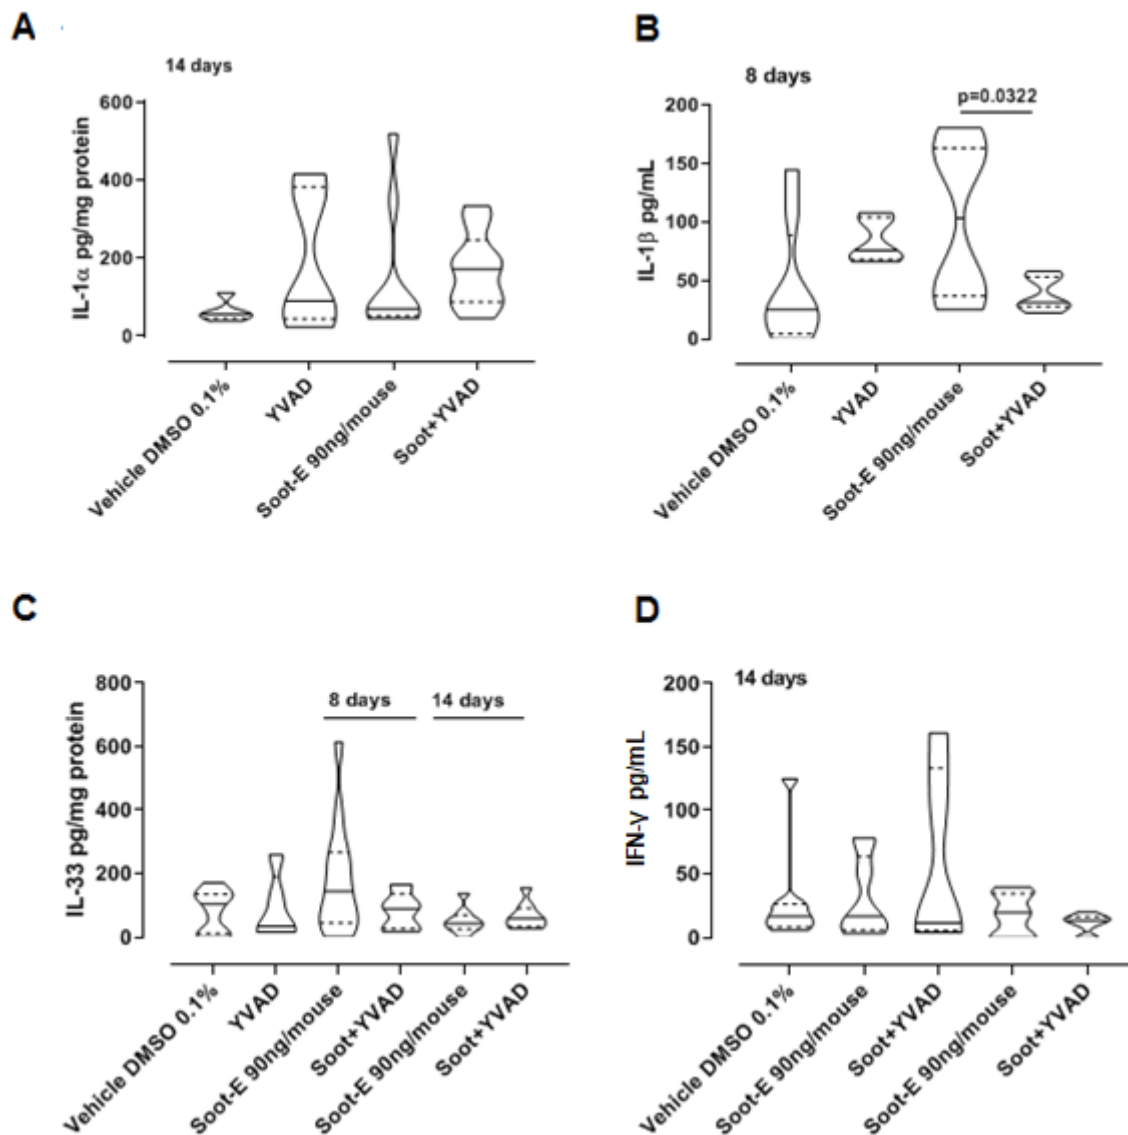 A
14 days
IL-1α pg/mg protein
600
400
200
0
Vehicle DMSO 0.1%
YVAD
Soot-E 90ng/mouse
Soot+YVAD
B
8 days
p=0.0322
IL-1β pg/mL
200
150
100
50
0
Vehicle DMSO 0.1%
YVAD
Soot-E 90ng/mouse
Soot+YVAD
C
8 days
14 days
IL-33 pg/mg protein
800
600
400
200
0
Vehicle DMSO 0.1%
YVAD
Soot-E 90ng/mouse
Soot+YVAD
Soot-E 90ng/mouse
Soot+YVAD
D
14 days
IFN-γ pg/mL
200
150
100
50
0
Vehicle DMSO 0.1%
Soot-E 90ng/mouse
Soot+YVAD
Soot-E 90ng/mouse
Soot+YVAD